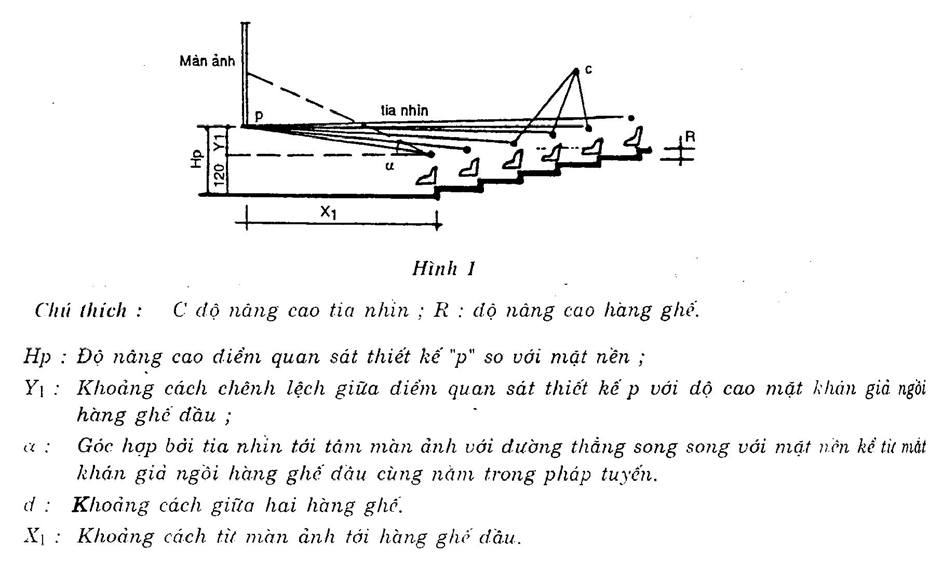 Màn ảnh
c
p
tia nhìn
R
Hp
Y1
120
α
X1
Hình 1
Chú thích : C độ nâng cao tia nhìn ; R : độ nâng cao hàng ghế.
Hp : Độ nâng cao điểm quan sát thiết kế "p" so với mặt nền ;
Y1 : Khoảng cách chênh lệch giữa điểm quan sát thiết kế p với độ cao mặt khán giả ngồi
hàng ghế đầu ;
α : Góc hợp bởi tia nhìn tới tâm màn ảnh với đường thẳng song song với mặt nền kể từ mắt
khán giả ngồi hàng ghế đầu cùng nằm trong pháp tuyến.
d : Khoảng cách giữa hai hàng ghế.
X1 : Khoảng cách từ màn ảnh tới hàng ghế đầu.